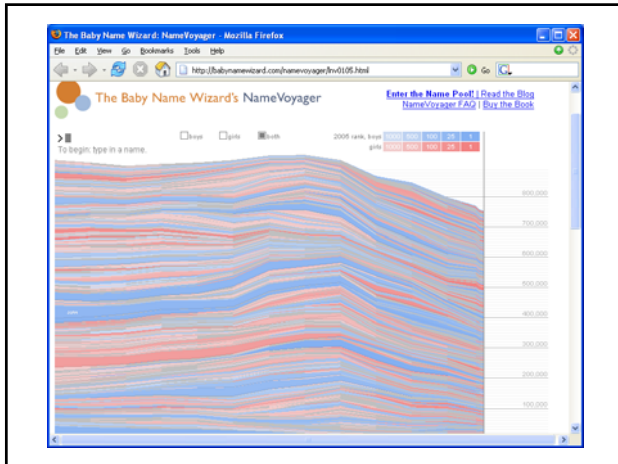 The Baby Name Wizard: NameVoyager - Mozilla Firefox
File Edit View Go Bookmarks Tools Help
http://babynamewizard.com/namevoyager/lnv0105.html
Go
G
The Baby Name Wizard's NameVoyager
Enter the Name Pool! | Read the Blog
NameVoyager FAQ | Buy the Book
>
boys girls both
2005 rank, boys 1000 500 100 25 1
girls 1000 500 100 25 1
To begin: type in a name.
800,000
700,000
600,000
500,000
400,000
300,000
200,000
100,000